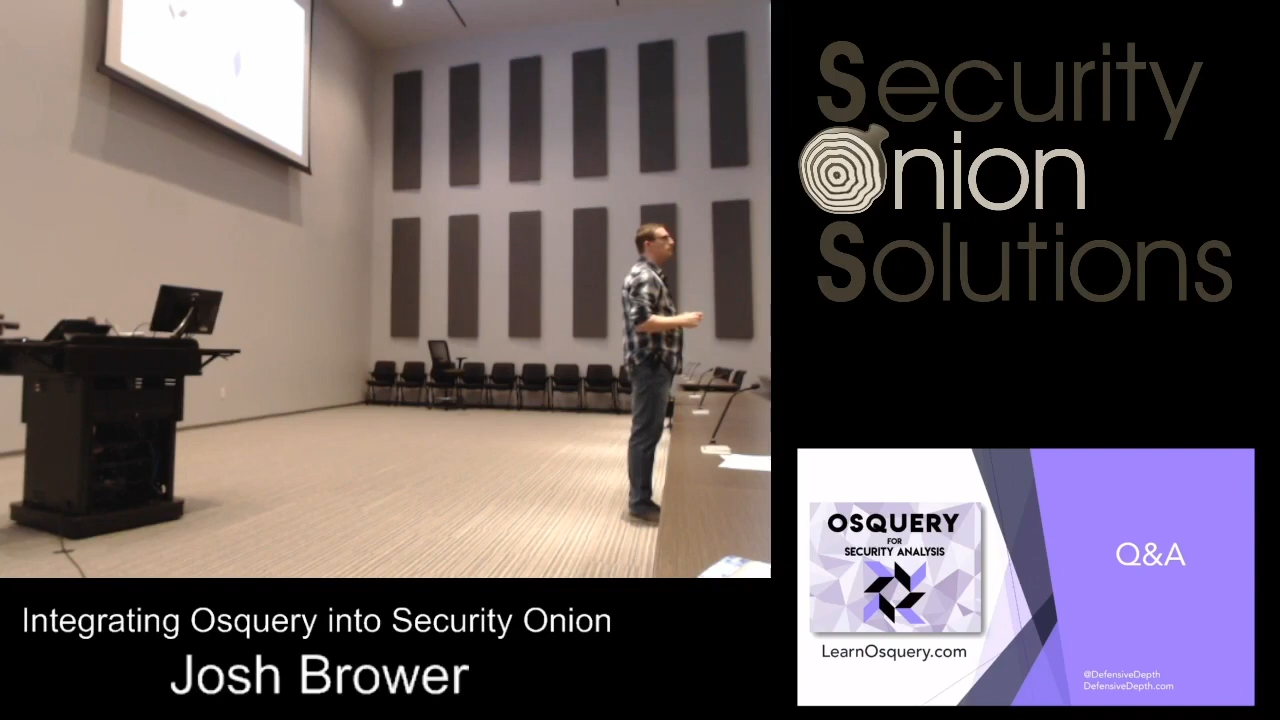 Security
Onion
Solutions
OSQUERY
FOR
SECURITY ANALYSIS
LearnOsquery.com
Q&A
@DefensiveDepth
DefensiveDepth.com
Integrating Osquery into Security Onion
Josh Brower